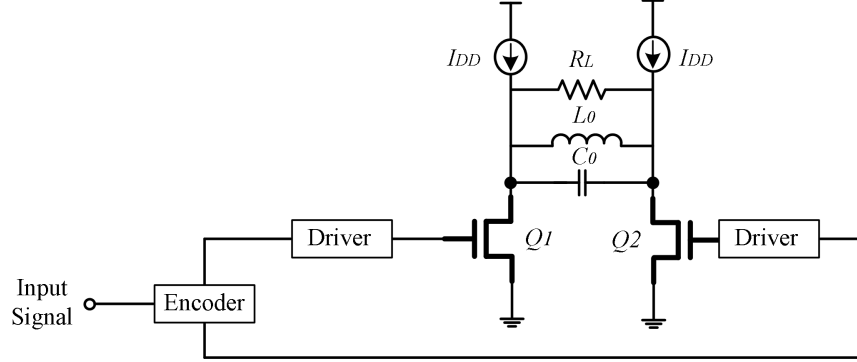 IDD
RL
IDD
L0
C0
Driver
Q1
Q2
Driver
Input
Signal
Encoder